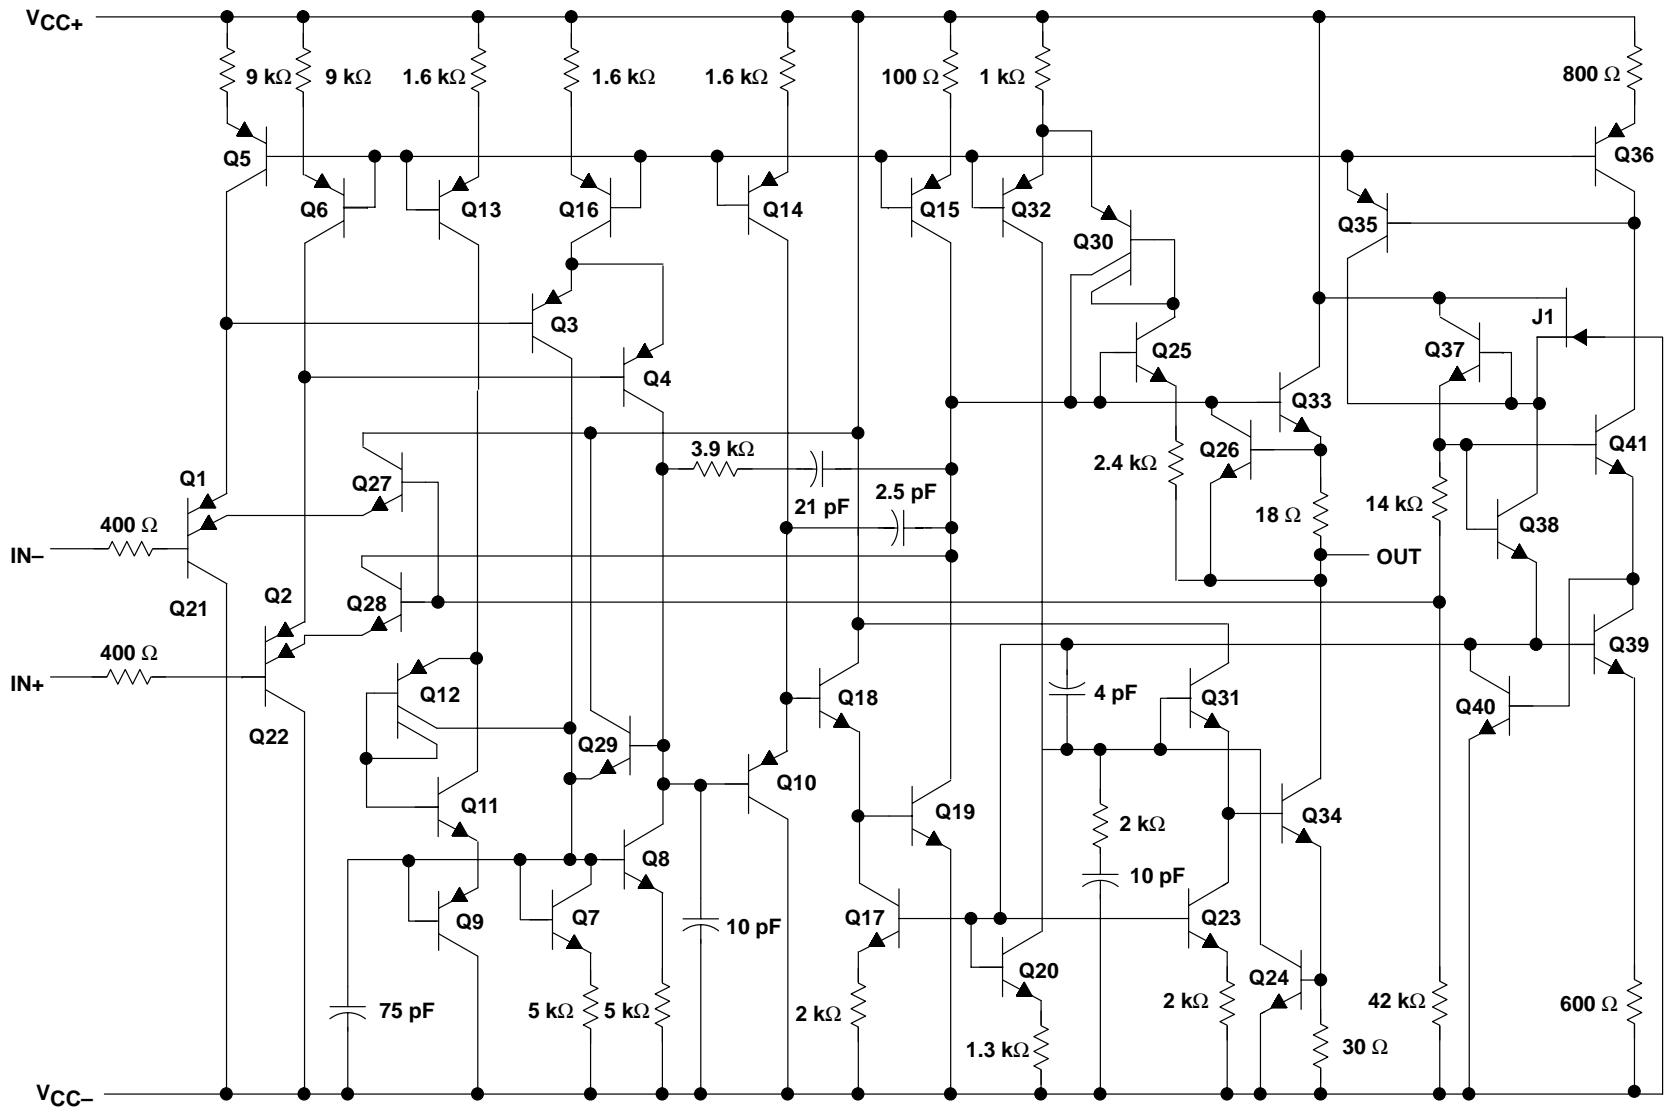 VCC+
9 kΩ 9 kΩ 1.6 kΩ 1.6 kΩ 1.6 kΩ 100 Ω 1 kΩ 800 Ω
Q5 Q36
Q6 Q13 Q16 Q14 Q15 Q32 Q35
Q30
Q3 J1
Q25 Q37
Q4
Q33
Q41
3.9 kΩ Q26
2.4 kΩ
Q1 Q27
21 pF 2.5 pF 14 kΩ
400 Ω 18 Ω Q38
IN– OUT
Q21 Q2 Q28
400 Ω Q39
IN+ Q12 Q18 4 pF Q31 Q40
Q22 Q29
Q10
Q11 Q19 2 kΩ Q34
Q8
10 pF
Q9 Q7 10 pF Q17 Q23
Q20 Q24
75 pF 5 kΩ 5 kΩ 2 kΩ 2 kΩ 42 kΩ 600 Ω
1.3 kΩ 30 Ω
VCC–